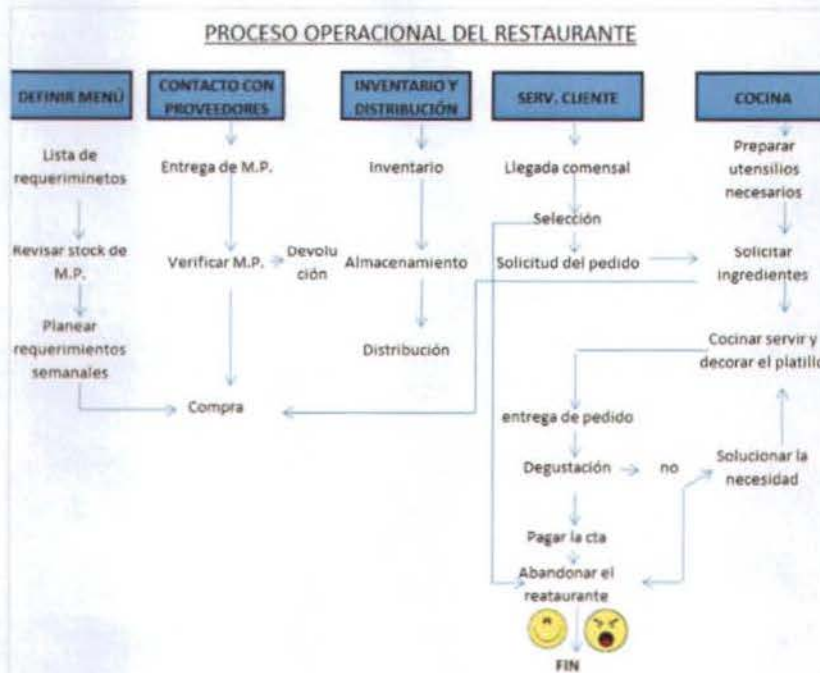 PROCESO OPERACIONAL DEL RESTAURANTE
DEFINIR MENÚ
Lista de
requeriminetos
Revisar stock de
M.P.
Planear
requerimientos
semanales
CONTACTO CON
PROVEEDORES
Entrega de M.P.
Verificar M.P.
Devolu
ción
Compra
INVENTARIO Y
DISTRIBUCIÓN
Inventario
Almacenamiento
Distribución
SERV. CLIENTE
Llegada comensal
Selección
Solicitud del pedido
entrega de pedido
Degustación
no
Pagar la cta
Abandonar el
reataurante
FIN
COCINA
Preparar
utensilios
necesarios
Solicitar
ingredientes
Cocinar servir y
decorar el platillo
Solucionar la
necesidad